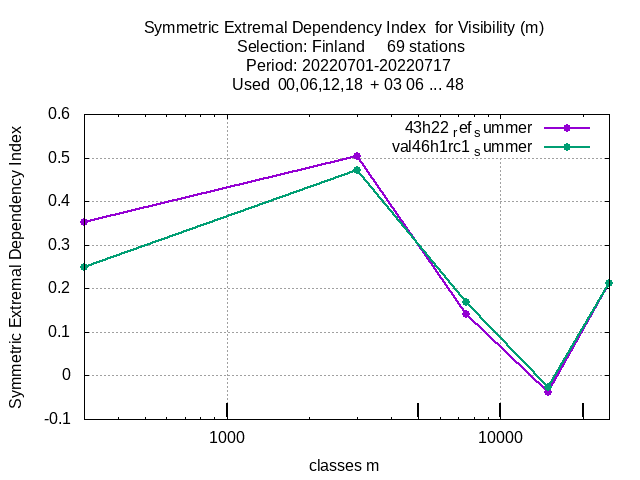 Symmetric Extremal Dependency Index  for Visibility (m)
Selection: Finland     69 stations
Period: 20220701-20220717
Used  00,06,12,18  + 03 06 ... 48
43h22 ref summer
val46h1rc1 summer
Symmetric Extremal Dependency Index
0.6
0.5
0.4
0.3
0.2
0.1
0
-0.1
1000 10000
classes m